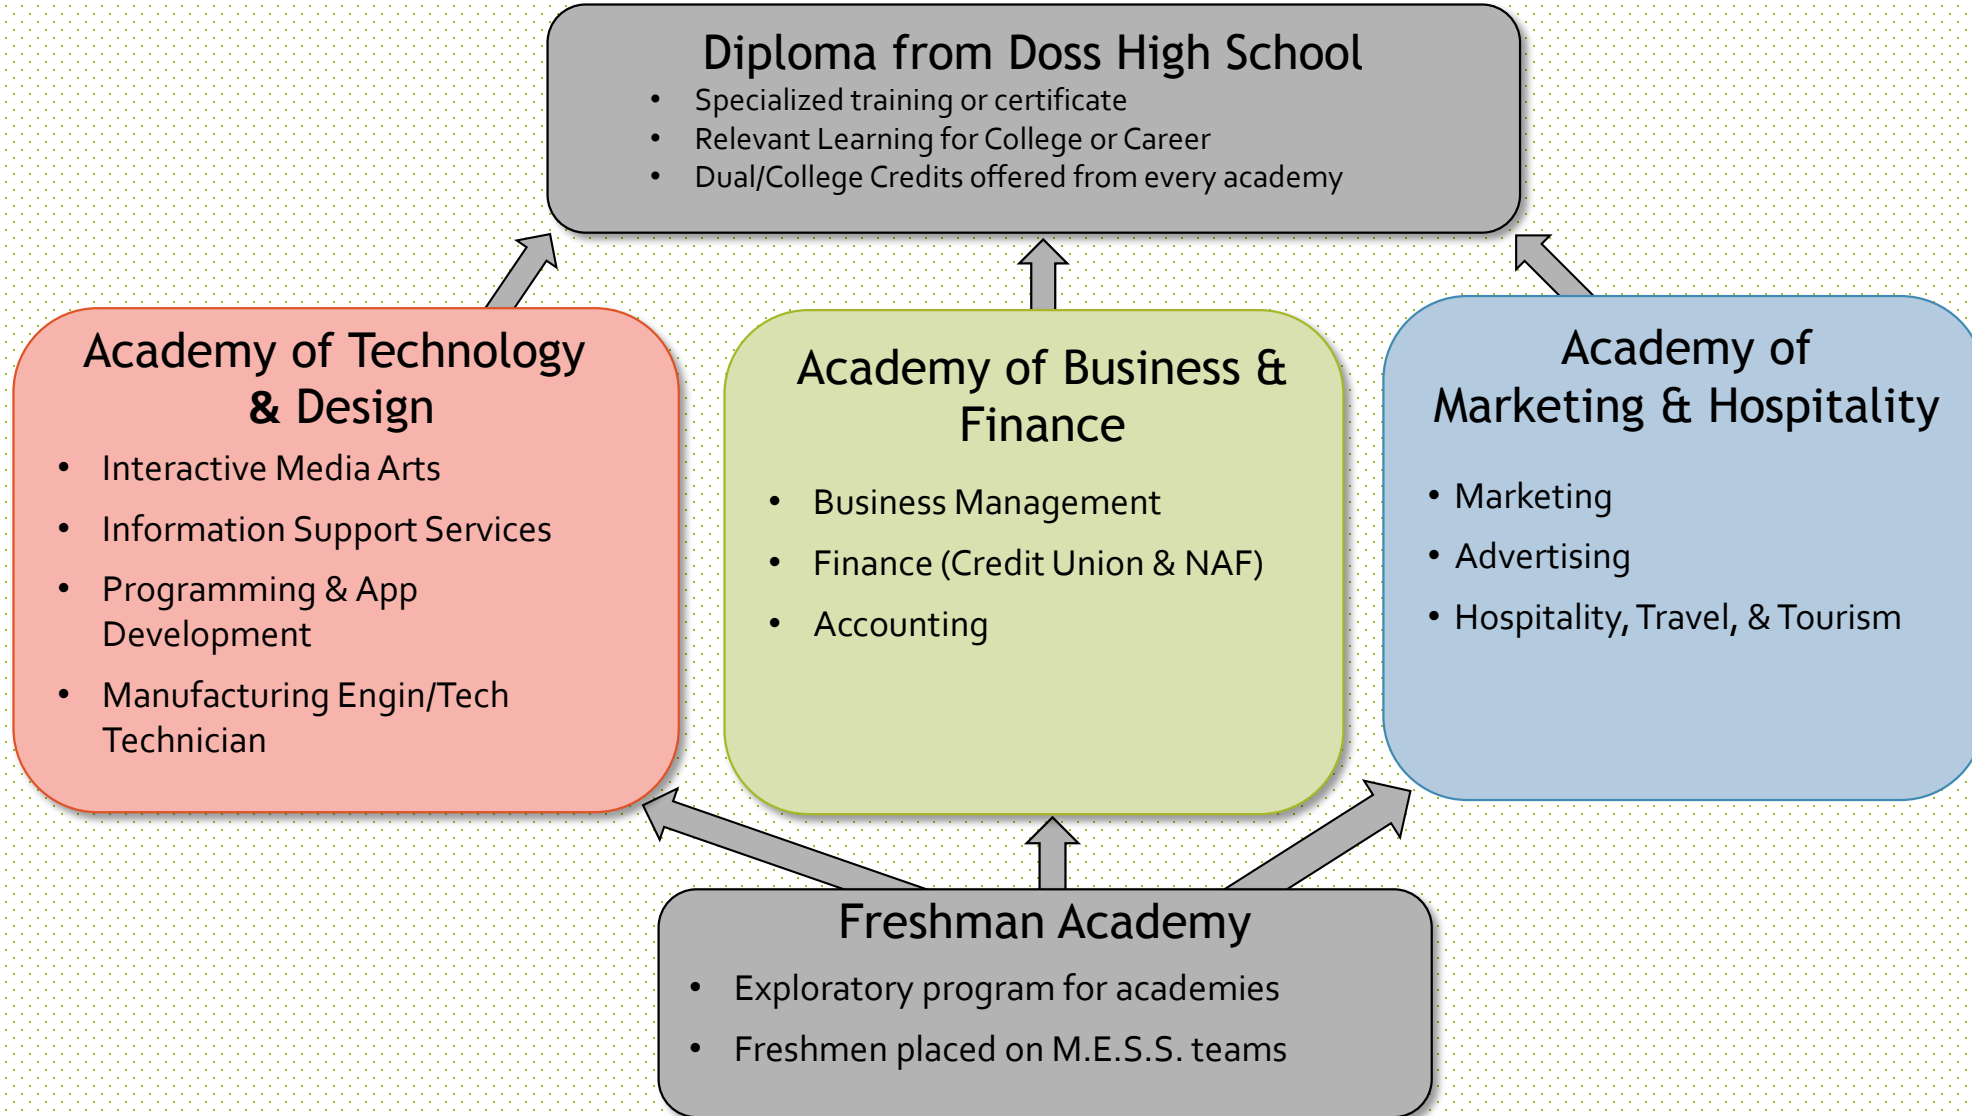 Diploma from Doss High School
• Specialized training or certificate
• Relevant Learning for College or Career
• Dual/College Credits offered from every academy
Academy of Technology
& Design
• Interactive Media Arts
• Information Support Services
• Programming & App
Development
• Manufacturing Engin/Tech
Technician
Academy of Business &
Finance
• Business Management
• Finance (Credit Union & NAF)
• Accounting
Academy of
Marketing & Hospitality
• Marketing
• Advertising
• Hospitality, Travel, & Tourism
Freshman Academy
• Exploratory program for academies
• Freshmen placed on M.E.S.S. teams